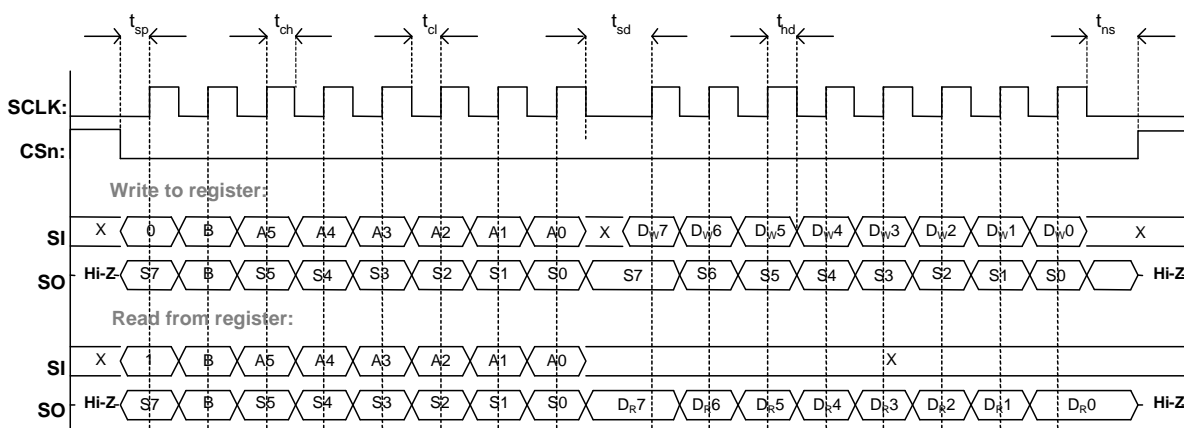 tsp tch tcl tsd thd tns
SCLK:
CSn:
Write to register:
SI X 0 B A5 A4 A3 A2 A1 A0 X DW7 DW6 DW5 DW4 DW3 DW2 DW1 DW0 X
SO Hi-Z S7 B S5 S4 S3 S2 S1 S0 S7 S6 S5 S4 S3 S2 S1 S0 Hi-Z
Read from register:
SI X 1 B A5 A4 A3 A2 A1 A0 X
SO Hi-Z S7 B S5 S4 S3 S2 S1 S0 DR7 DR6 DR5 DR4 DR3 DR2 DR1 DR0 Hi-Z